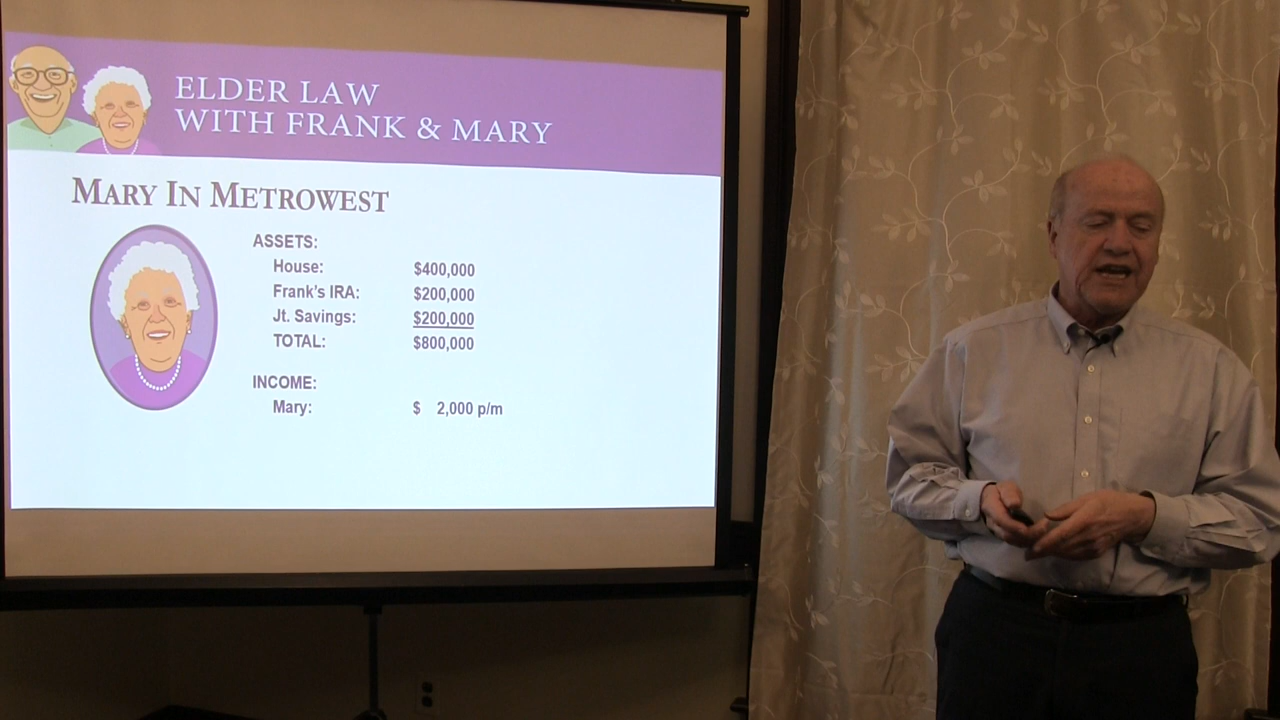 ELDER LAW
WITH FRANK & MARY
MARY IN METROWEST
ASSETS:
House: $400,000
Frank's IRA: $200,000
Jt. Savings: $200,000
TOTAL: $800,000
INCOME:
Mary: $ 2,000 p/m